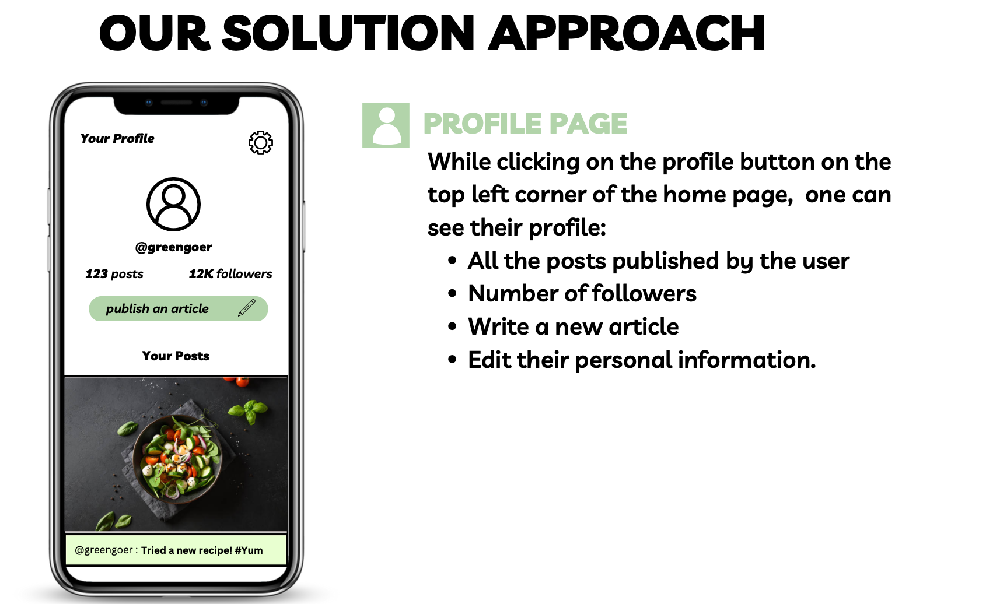 OUR SOLUTION APPROACH
Your Profile
@greengoer
123 posts 12K followers
publish an article
Your Posts
@greengoer : Tried a new recipe! #Yum
PROFILE PAGE
While clicking on the profile button on the
top left corner of the home page,  one can
see their profile:
• All the posts published by the user
• Number of followers
• Write a new article
• Edit their personal information.